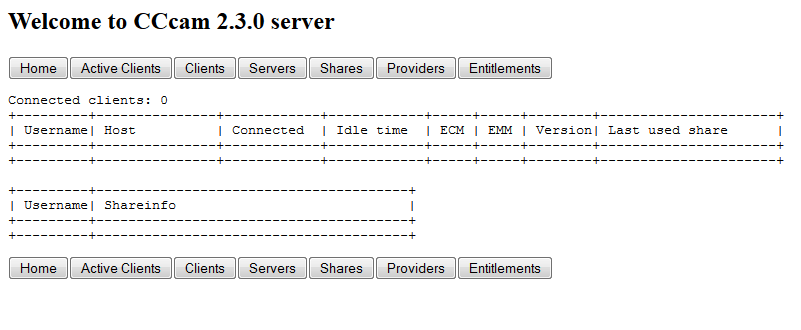 Welcome to CCcam 2.3.0 server
Home Active Clients Clients Servers Shares Providers Entitlements
Connected clients: 0
+---------+---------------+------------+------------+-----+-----+--------+----------------------+
| Username| Host          | Connected  | Idle time  | ECM | EMM | Version| Last used share      |
+---------+---------------+------------+------------+-----+-----+--------+----------------------+
+---------+---------------+------------+------------+-----+-----+--------+----------------------+
+---------+---------------------------------------+
| Username| Shareinfo                             |
+---------+---------------------------------------+
+---------+---------------------------------------+
Home Active Clients Clients Servers Shares Providers Entitlements